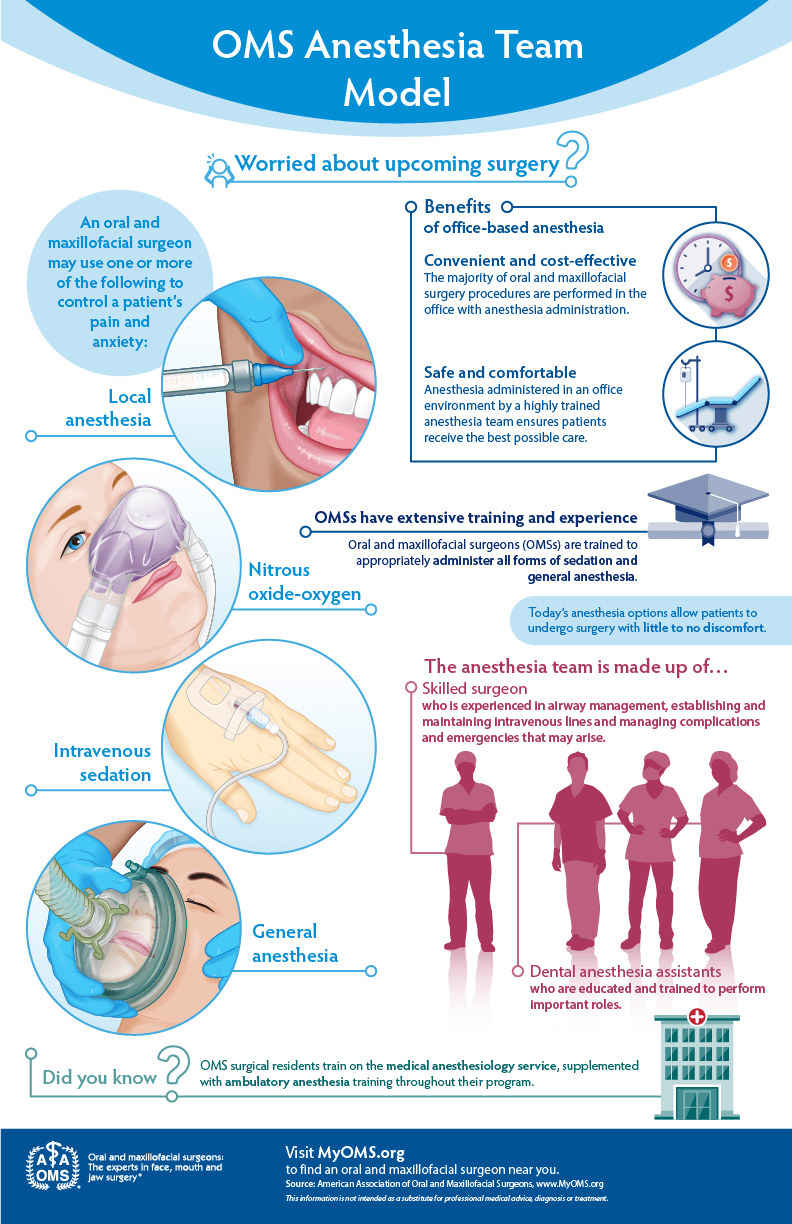 OMS Anesthesia Team
Model
Worried about upcoming surgery?
An oral and
maxillofacial surgeon
may use one or more
of the following to
control a patient's
pain and
anxiety:
Local
anesthesia
Nitrous
oxide-oxygen
Intravenous
sedation
General
anesthesia
Benefits
of office-based anesthesia
Convenient and cost-effective
The majority of oral and maxillofacial
surgery procedures are performed in the
office with anesthesia administration.
$
$
Safe and comfortable
Anesthesia administered in an office
environment by a highly trained
anesthesia team ensures patients
receive the best possible care.
OMSs have extensive training and experience
Oral and maxillofacial surgeons (OMSs) are trained to
appropriately administer all forms of sedation and
general anesthesia.
Today's anesthesia options allow patients to
undergo surgery with little to no discomfort.
The anesthesia team is made up of…
Skilled surgeon
who is experienced in airway management, establishing and
maintaining intravenous lines and managing complications
and emergencies that may arise.
Dental anesthesia assistants
who are educated and trained to perform
important roles.
Did you know?
OMS surgical residents train on the medical anesthesiology service, supplemented
with ambulatory anesthesia training throughout their program.
AA
OMS
Oral and maxillofacial surgeons:
The experts in face, mouth and
jaw surgery®
Visit MyOMS.org
to find an oral and maxillofacial surgeon near you.
Source: American Association of Oral and Maxillofacial Surgeons, www.MyOMS.org
This information is not intended as a substitute for professional medical advice, diagnosis or treatment.